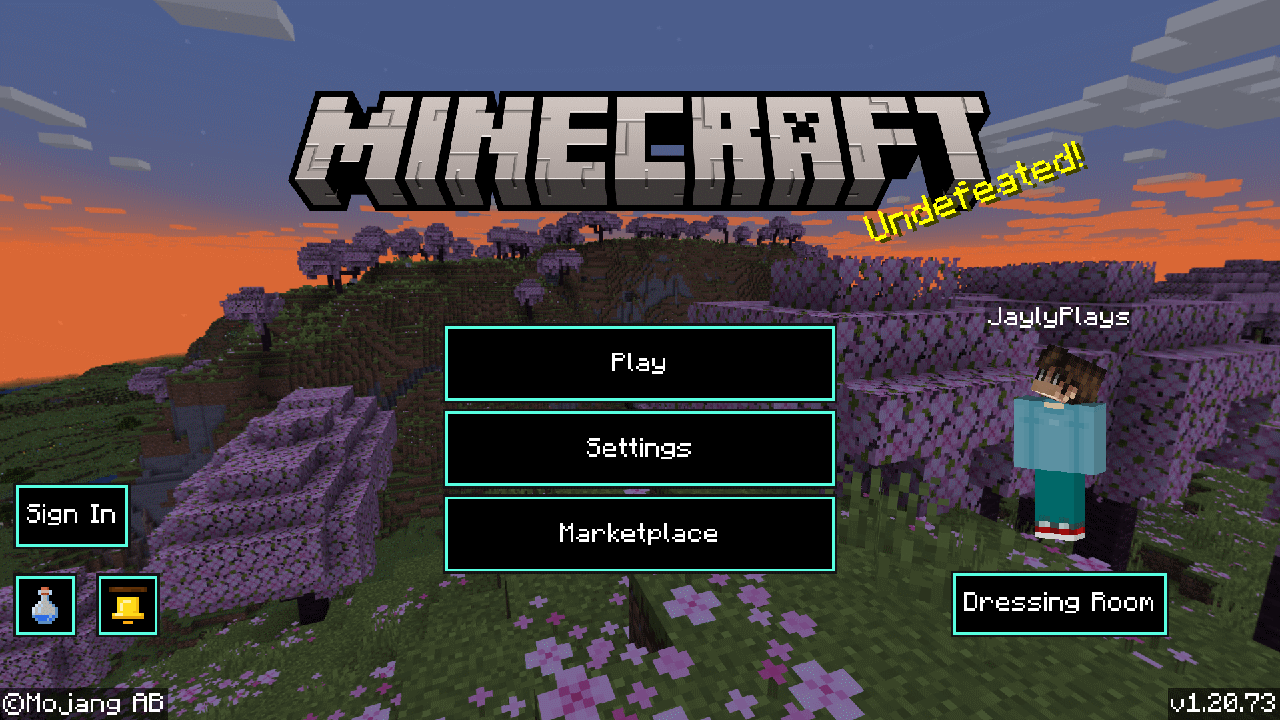 MINECRAFT
Undefeated!
JaylyPlays
Play
Settings
Marketplace
Sign In
Dressing Room
©Mojang AB
v1.20.73